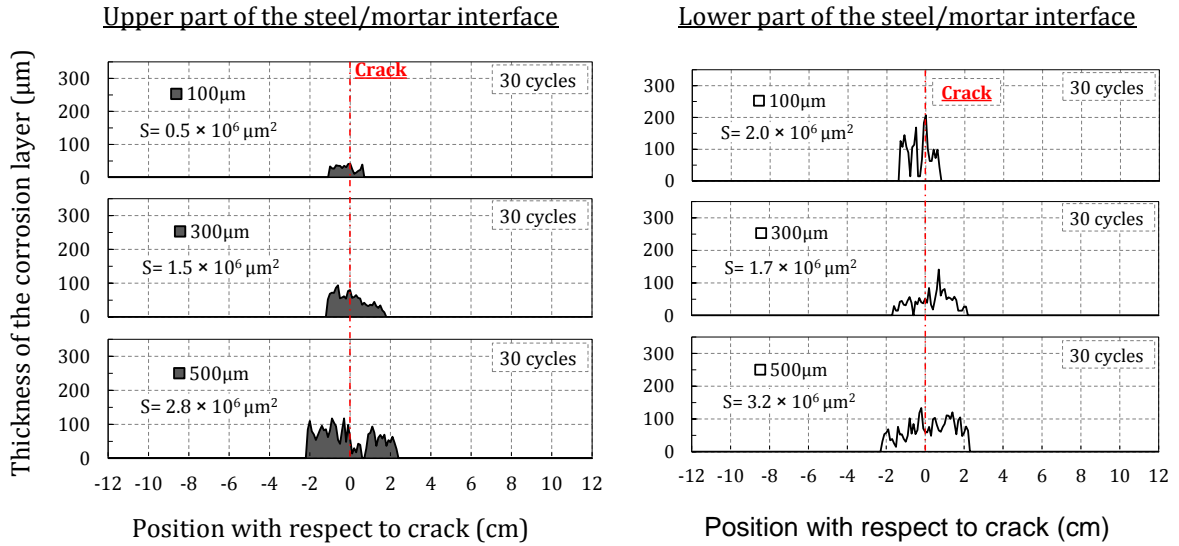 Upper part of the steel/mortar interface
Thickness of the corrosion layer (μm)
300
200
100
0
Crack
30 cycles
100μm
S= 0.5 × 10⁶ μm²
300
200
100
0
30 cycles
300μm
S= 1.5 × 10⁶ μm²
300
200
100
0
30 cycles
500μm
S= 2.8 × 10⁶ μm²
-12 -10 -8 -6 -4 -2 0 2 4 6 8 10 12
Position with respect to crack (cm)
Lower part of the steel/mortar interface
300
200
100
0
Crack
30 cycles
100μm
S= 2.0 × 10⁶ μm²
300
200
100
0
30 cycles
300μm
S= 1.7 × 10⁶ μm²
300
200
100
0
30 cycles
500μm
S= 3.2 × 10⁶ μm²
-12 -10 -8 -6 -4 -2 0 2 4 6 8 10 12
Position with respect to crack (cm)